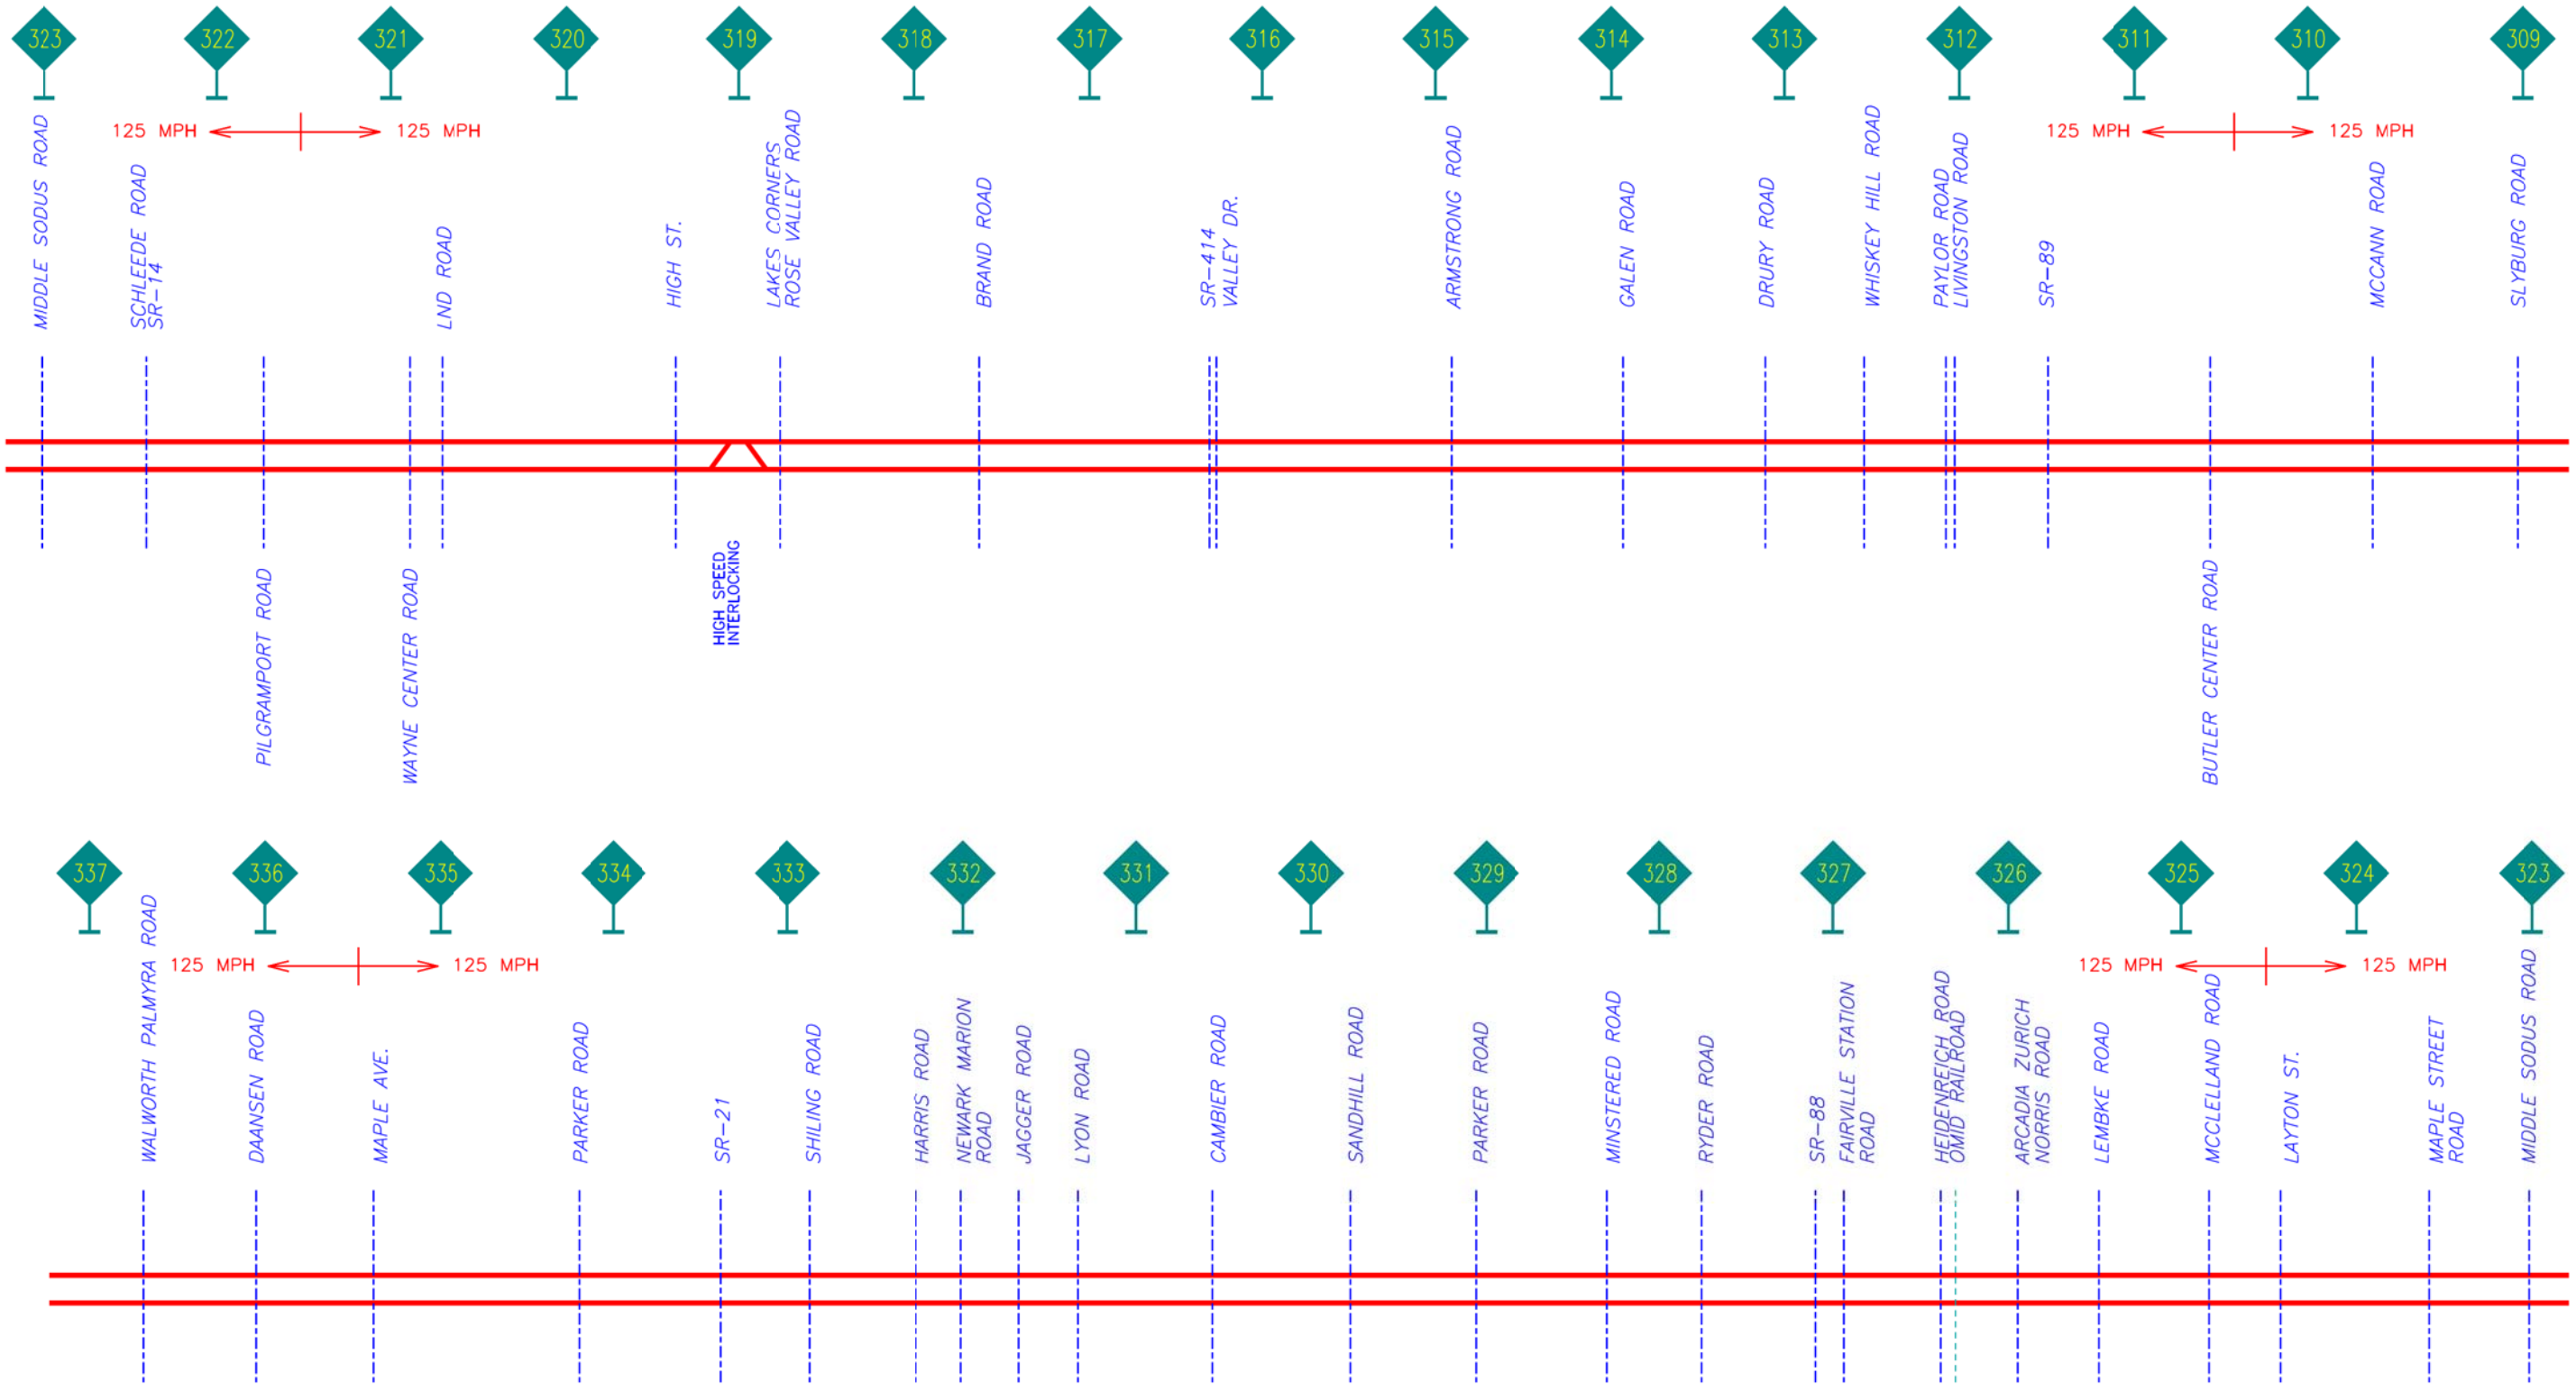 323 322 321 320 319 318 317 316 315 314 313 312 311 310 309
125 MPH 125 MPH 125 MPH 125 MPH
MIDDLE SODUS ROAD
SCHLEEDE ROAD
SR-14
LND ROAD
HIGH ST.
LAKES CORNERS
ROSE VALLEY ROAD
BRAND ROAD
SR-414
VALLEY DR.
ARMSTRONG ROAD
GALEN ROAD
DRURY ROAD
WHISKEY HILL ROAD
PAYLOR ROAD
LIVINGSTON ROAD
SR-89
MCCANN ROAD
SLYBURG ROAD
PILGRAMPORT ROAD
WAYNE CENTER ROAD
HIGH SPEED
INTERLOCKING
BUTLER CENTER ROAD
337 336 335 334 333 332 331 330 329 328 327 326 325 324 323
125 MPH 125 MPH 125 MPH 125 MPH
WALWORTH PALMYRA ROAD
DAANSEN ROAD
MAPLE AVE.
PARKER ROAD
SR-21
SHILING ROAD
HARRIS ROAD
NEWARK MARION
ROAD
JAGGER ROAD
LYON ROAD
CAMBIER ROAD
SANDHILL ROAD
PARKER ROAD
MINSTERED ROAD
RYDER ROAD
SR-88
FAIRVILLE STATION
ROAD
HEIDENREICH ROAD
OMID RAILROAD
ARCADIA ZURICH
NORRIS ROAD
LEMBKE ROAD
MCCLELLAND ROAD
LAYTON ST.
MAPLE STREET
ROAD
MIDDLE SODUS ROAD